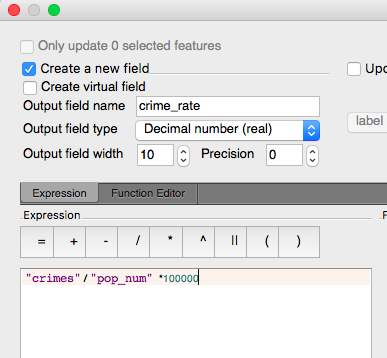 Only update 0 selected features
Create a new field
Create virtual field
Output field name crime_rate
Output field type Decimal number (real)
Output field width 10 Precision 0
label
Expression Function Editor
Expression
= + - / * ^ || ( )
"crimes"/"pop_num" *100000